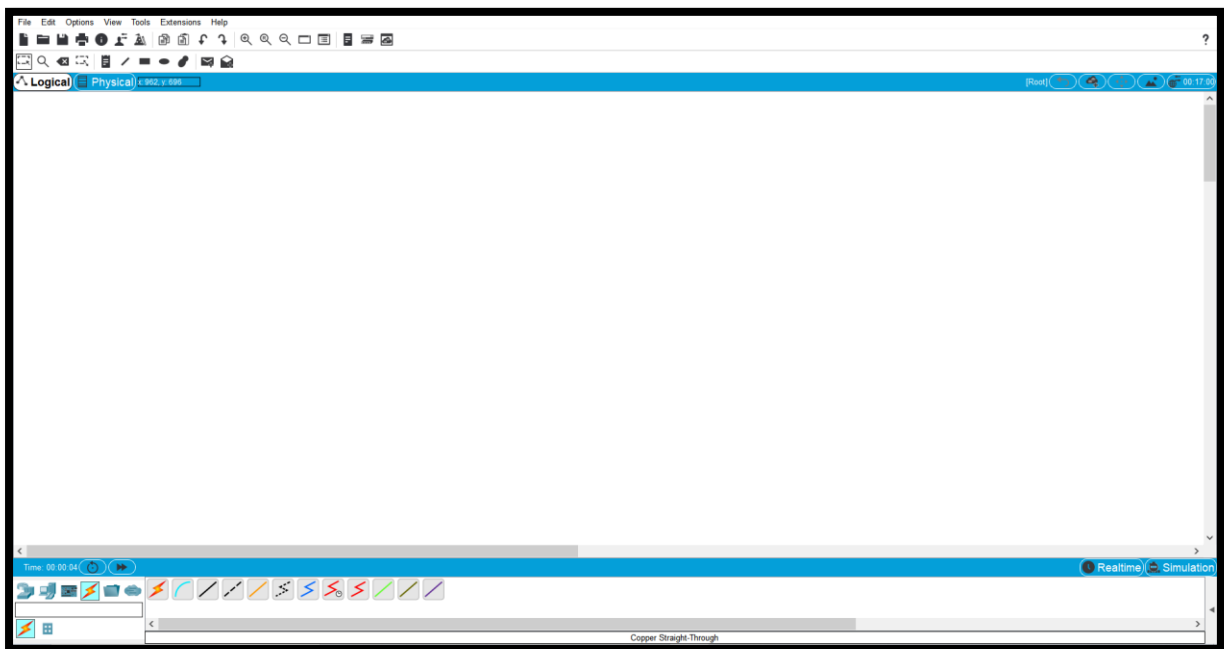 File Edit Options View Tools Extensions Help
?
Logical Physical x: 962, y: 696 [Root] 00:17:00
Time: 00:00:04 Realtime Simulation
Copper Straight-Through